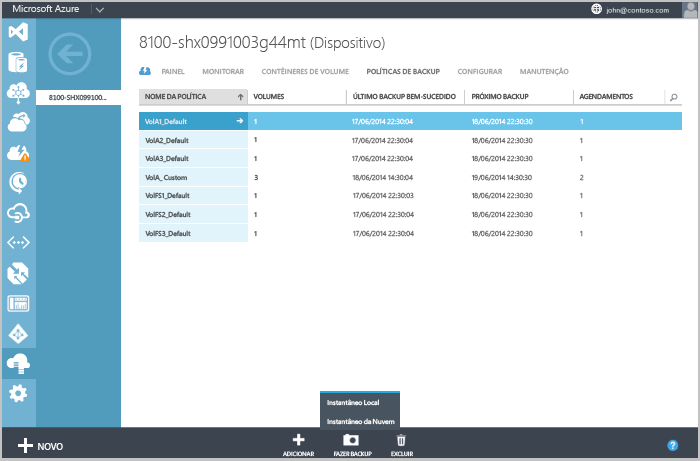 Microsoft Azure john@contoso.com
8100-shx0991003g44mt (Dispositivo)
PAINEL MONITORAR CONTÊINERES DE VOLUME POLÍTICAS DE BACKUP CONFIGURAR MANUTENÇÃO
8100-SHX099100...
NOME DA POLÍTICA VOLUMES ÚLTIMO BACKUP BEM-SUCEDIDO PRÓXIMO BACKUP AGENDAMENTOS
VolA1_Default 1 17/06/2014 22:30:04 18/06/2014 22:30:30 1
VolA2_Default 1 17/06/2014 22:30:04 18/06/2014 22:30:30 1
VolA3_Default 1 17/06/2014 22:30:04 18/06/2014 22:30:30 1
VolA_ Custom 3 18/06/2014 14:30:04 19/06/2014 14:30:30 2
VolFS1_Default 1 17/06/2014 22:30:03 18/06/2014 22:30:30 1
VolFS2_Default 1 17/06/2014 22:30:04 18/06/2014 22:30:30 1
VolFS3_Default 1 17/06/2014 22:30:04 18/06/2014 22:30:30 1
Instantâneo Local
Instantâneo da Nuvem
NOVO ADICIONAR FAZER BACKUP EXCLUIR ?